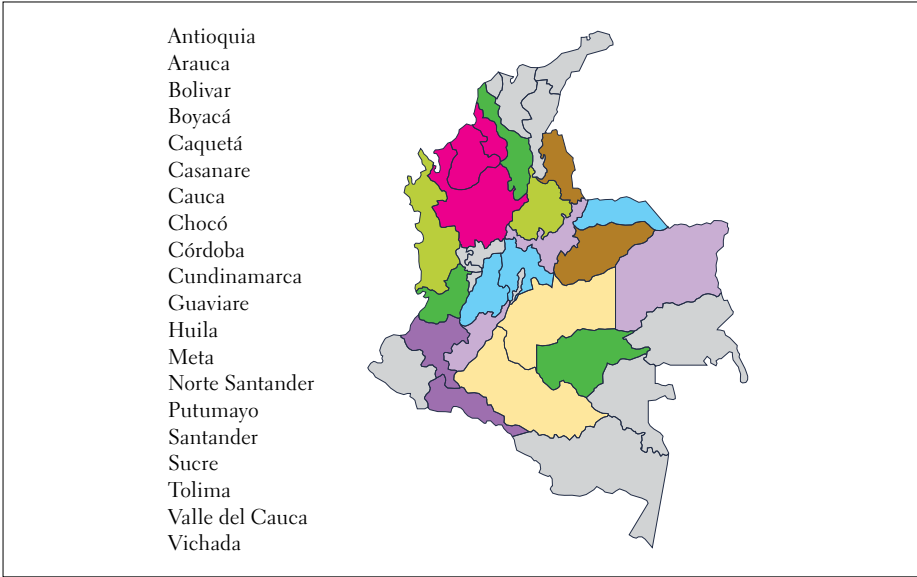 Antioquia
Arauca
Bolivar
Boyacá
Caquetá
Casanare
Cauca
Chocó
Córdoba
Cundinamarca
Guaviare
Huila
Meta
Norte Santander
Putumayo
Santander
Sucre
Tolima
Valle del Cauca
Vichada